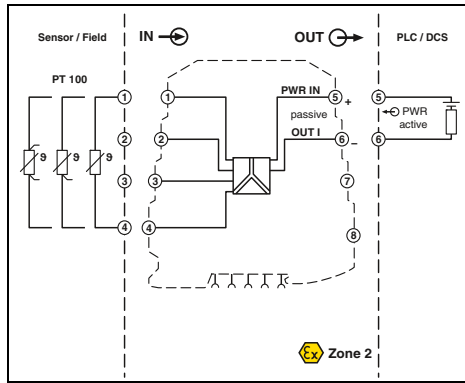 Sensor / Field
IN
OUT
PLC / DCS
PT 100
PWR IN
1
1
5
+
5
passive
PWR
active
2
2
OUT I
6
–
6
ϑ
ϑ
ϑ
3
3
7
4
4
8
Ex
Zone 2